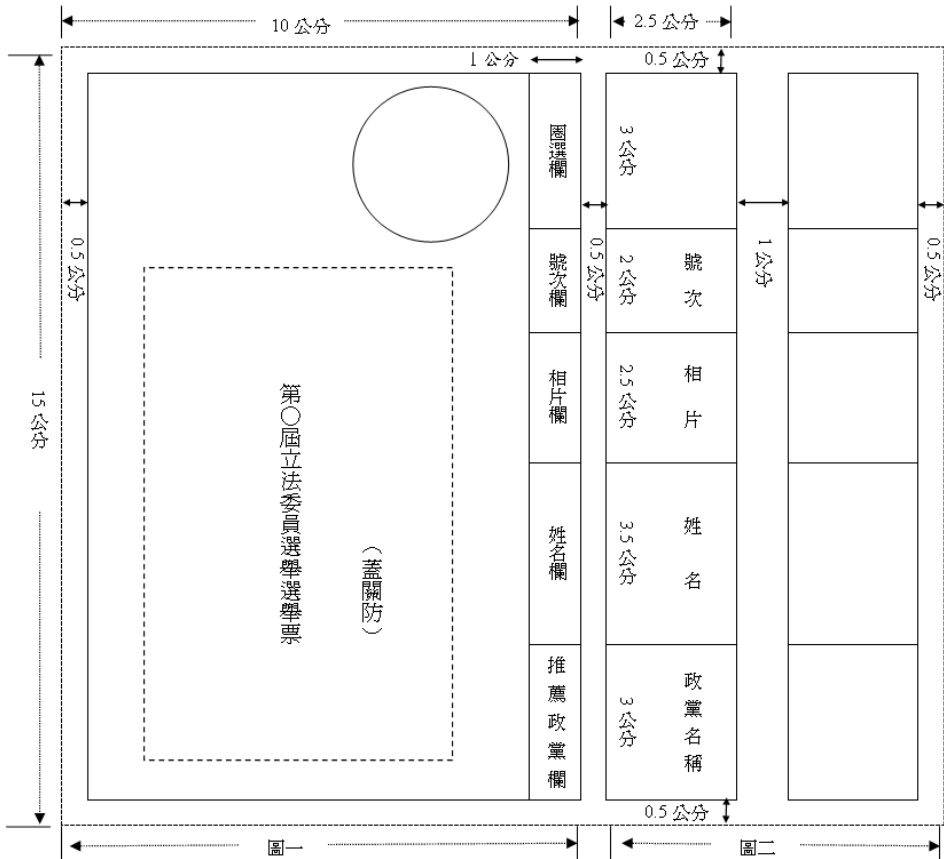 10 公分
2.5 公分
1 公分
0.5 公分
圈選欄
3 公分
0.5 公分
號次欄
0.5 公分
2 公分
號次
1 公分
0.5 公分
相片欄
2.5 公分
相片
15 公分
第○屆立法委員選舉選舉票
（蓋關防）
姓名欄
3.5 公分
姓名
推薦政黨欄
3 公分
政黨名稱
0.5 公分
圖一
圖二